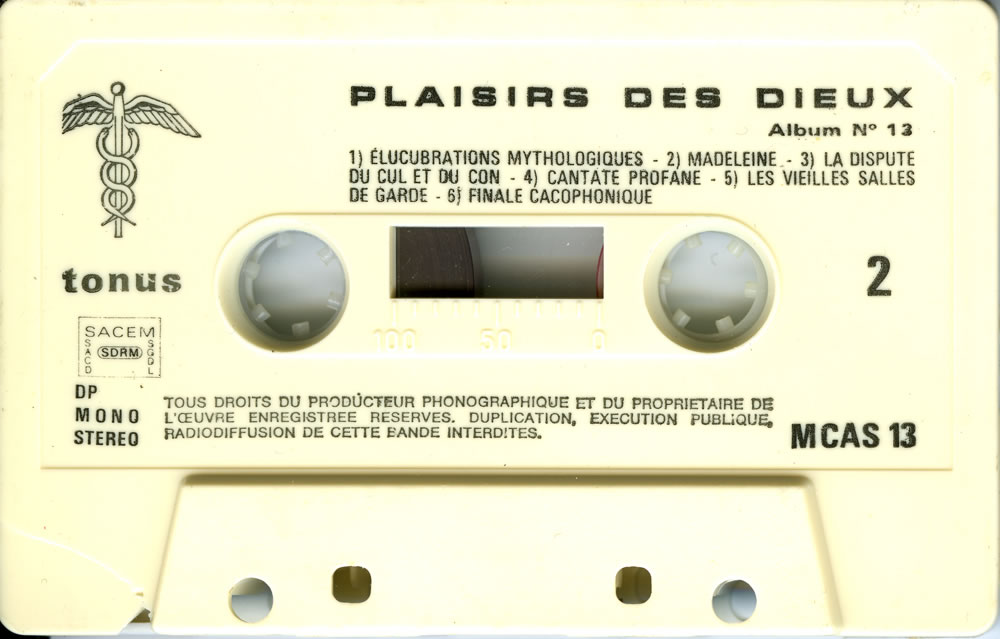 PLAISIRS DES DIEUX
Album Nº 13
1) ÉLUCUBRATIONS MYTHOLOGIQUES - 2) MADELEINE - 3) LA DISPUTE
DU CUL ET DU CON - 4) CANTATE PROFANE - 5) LES VIEILLES SALLES
DE GARDE - 6) FINALE CACOPHONIQUE
tonus
2
100 50 0
SACEM
SACD
SDRM
SGDL
DP
MONO
STEREO
TOUS DROITS DU PRODUCTEUR PHONOGRAPHIQUE ET DU PROPRIETAIRE DE
L'ŒUVRE ENREGISTREE RESERVES. DUPLICATION, EXECUTION PUBLIQUE,
RADIODIFFUSION DE CETTE BANDE INTERDITES.
MCAS 13